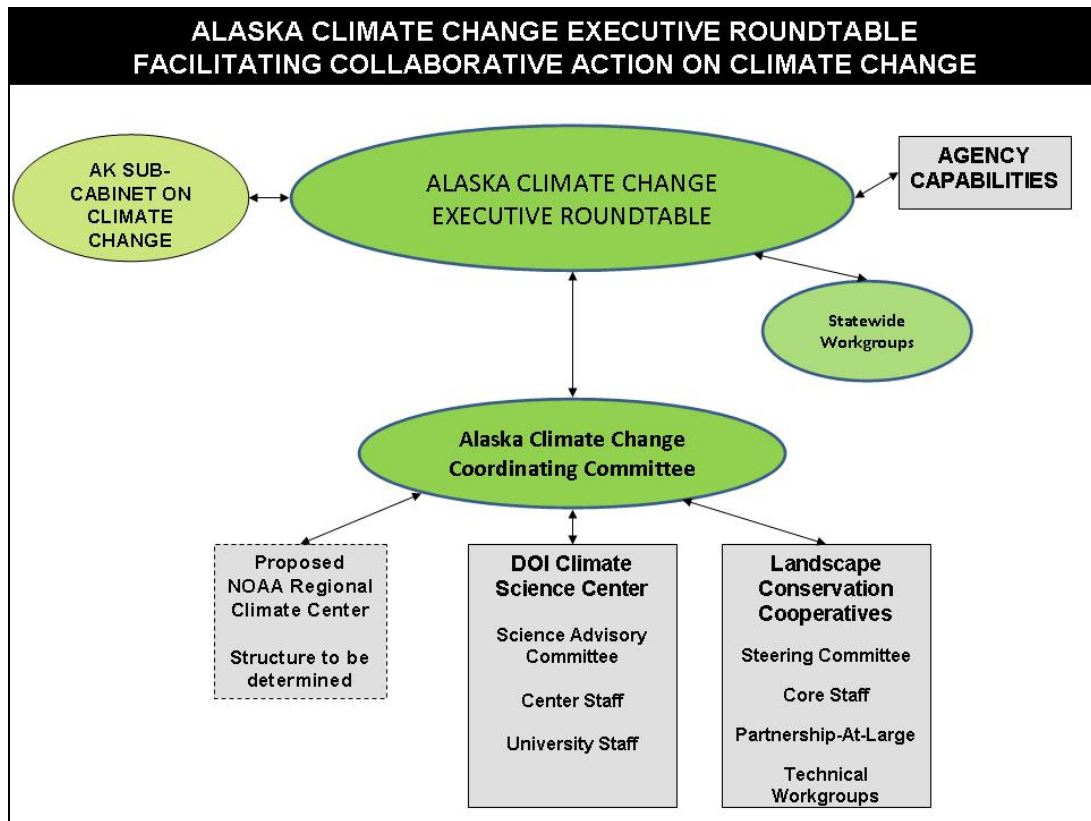 ALASKA CLIMATE CHANGE EXECUTIVE ROUNDTABLE
FACILITATING COLLABORATIVE ACTION ON CLIMATE CHANGE
AK SUB-
CABINET ON
CLIMATE
CHANGE
ALASKA CLIMATE CHANGE
EXECUTIVE ROUNDTABLE
AGENCY
CAPABILITIES
Statewide
Workgroups
Alaska Climate Change
Coordinating Committee
Proposed
NOAA Regional
Climate Center
Structure to be
determined
DOI Climate
Science Center
Science Advisory
Committee
Center Staff
University Staff
Landscape
Conservation
Cooperatives
Steering Committee
Core Staff
Partnership-At-Large
Technical
Workgroups